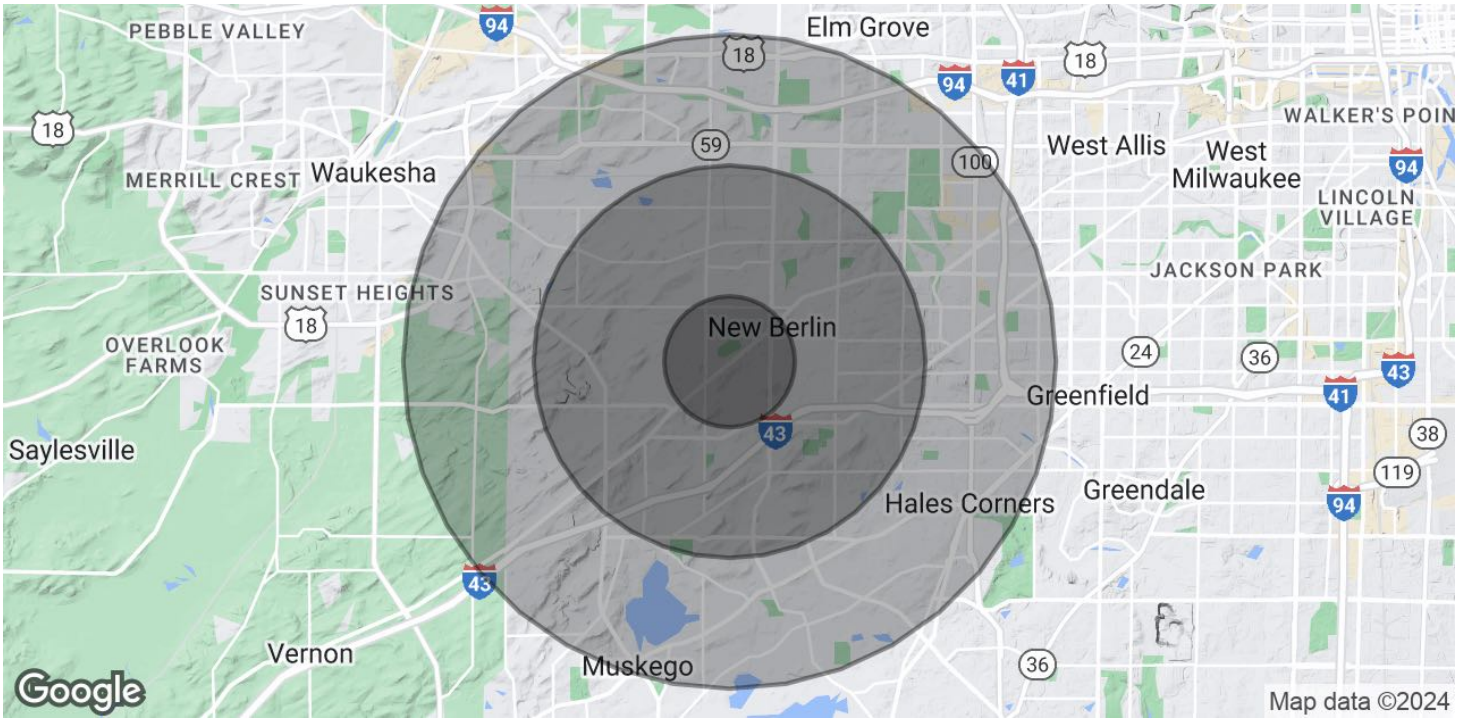 PEBBLE VALLEY
94
Elm Grove
18
18
94
41
18
WALKER'S POIN
59
100
West Allis
West
Milwaukee
94
MERRILL CREST
Waukesha
LINCOLN
VILLAGE
JACKSON PARK
SUNSET HEIGHTS
18
New Berlin
OVERLOOK
FARMS
24
36
43
41
Greenfield
43
38
Saylesville
119
Hales Corners
Greendale
94
43
Vernon
Muskego
36
Google
Map data ©2024